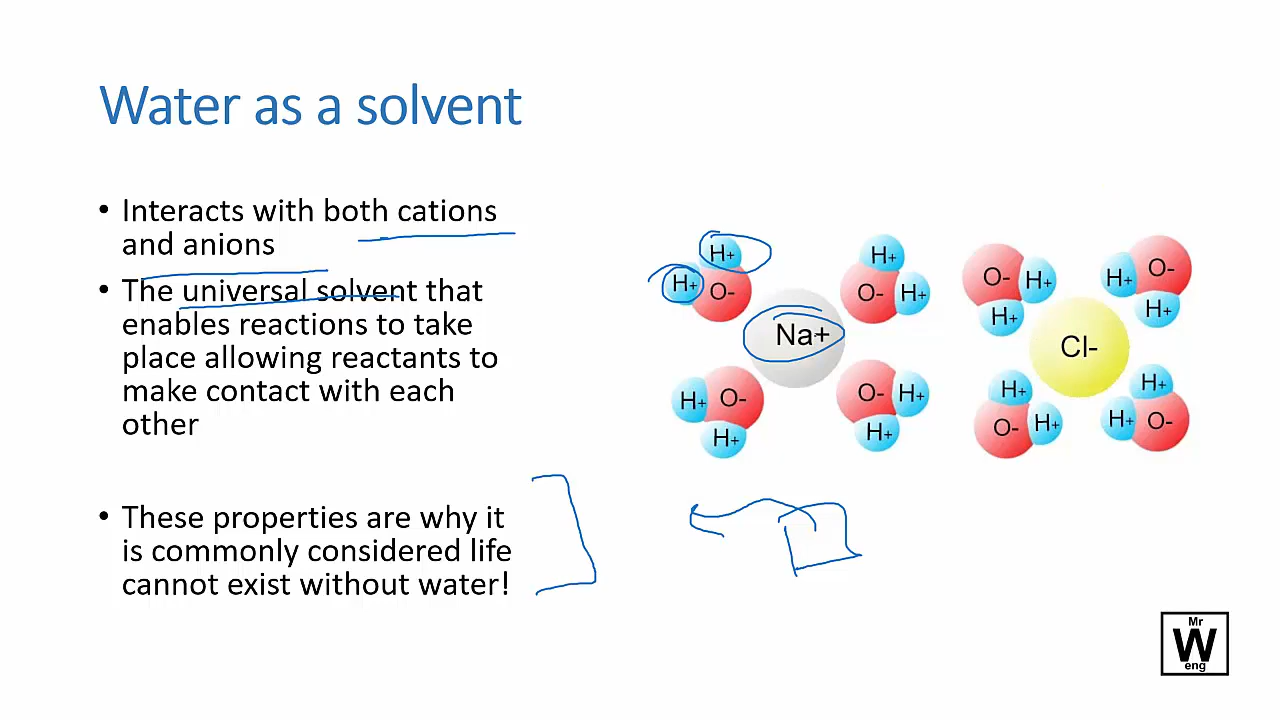 Water as a solvent
• Interacts with both cations
and anions
• The universal solvent that
enables reactions to take
place allowing reactants to
make contact with each
other
• These properties are why it
is commonly considered life
cannot exist without water!
H+
H+
O-
H+
O-
H+
Na+
H+
O-
H+
O-
H+
H+
O-
H+
H+
H+
O-
H+
Cl-
H+
O-
H+
H+
H+
O-
Mr
W
eng